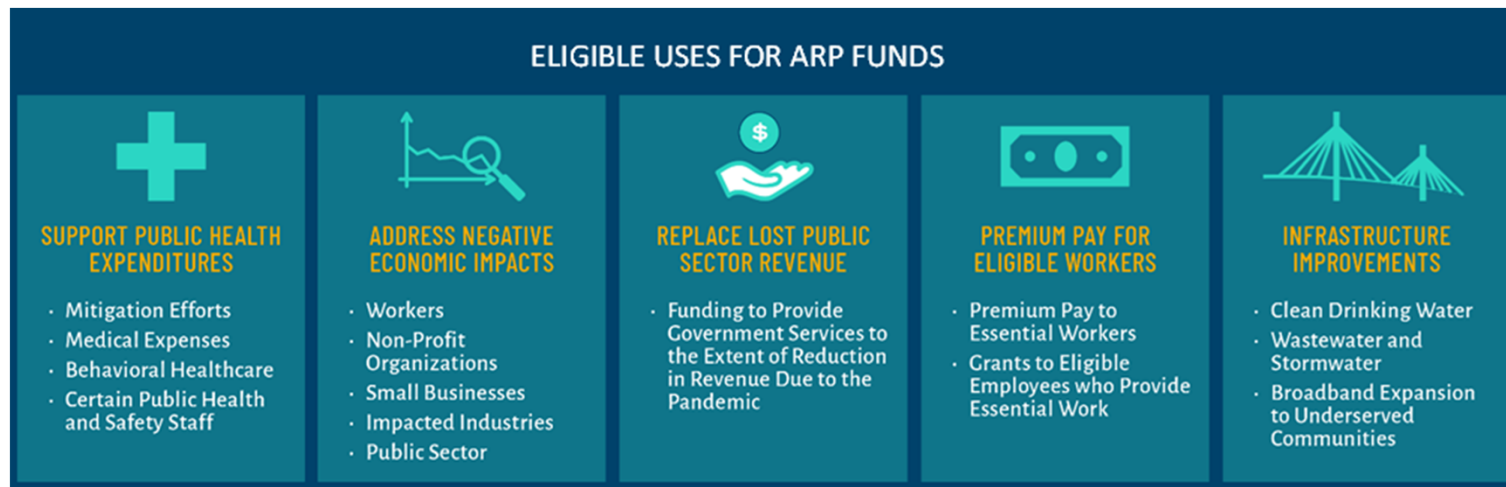 ELIGIBLE USES FOR ARP FUNDS
$
SUPPORT PUBLIC HEALTH
EXPENDITURES
· Mitigation Efforts
· Medical Expenses
· Behavioral Healthcare
· Certain Public Health
and Safety Staff
ADDRESS NEGATIVE
ECONOMIC IMPACTS
· Workers
· Non-Profit
Organizations
· Small Businesses
· Impacted Industries
· Public Sector
REPLACE LOST PUBLIC
SECTOR REVENUE
· Funding to Provide
Government Services to
the Extent of Reduction
in Revenue Due to the
Pandemic
PREMIUM PAY FOR
ELIGIBLE WORKERS
· Premium Pay to
Essential Workers
· Grants to Eligible
Employees who Provide
Essential Work
INFRASTRUCTURE
IMPROVEMENTS
· Clean Drinking Water
· Wastewater and
Stormwater
· Broadband Expansion
to Underserved
Communities